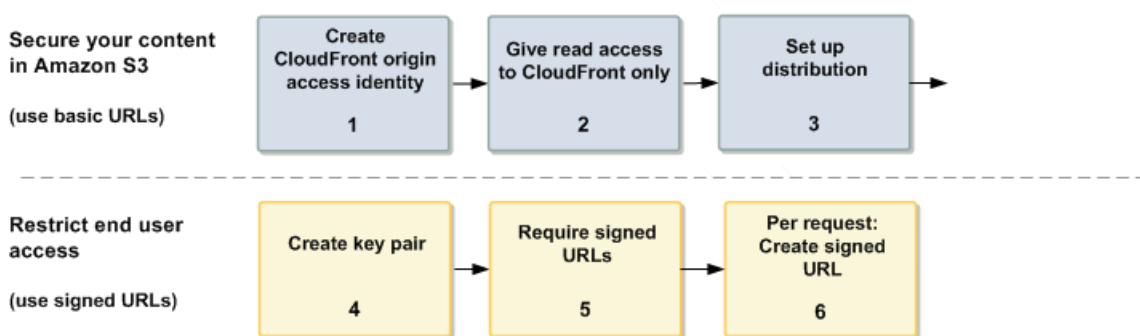 Secure your content
in Amazon S3
(use basic URLs)
Create
CloudFront origin
access identity
1
Give read access
to CloudFront only
2
Set up
distribution
3
Restrict end user
access
(use signed URLs)
Create key pair
4
Require signed
URLs
5
Per request:
Create signed
URL
6